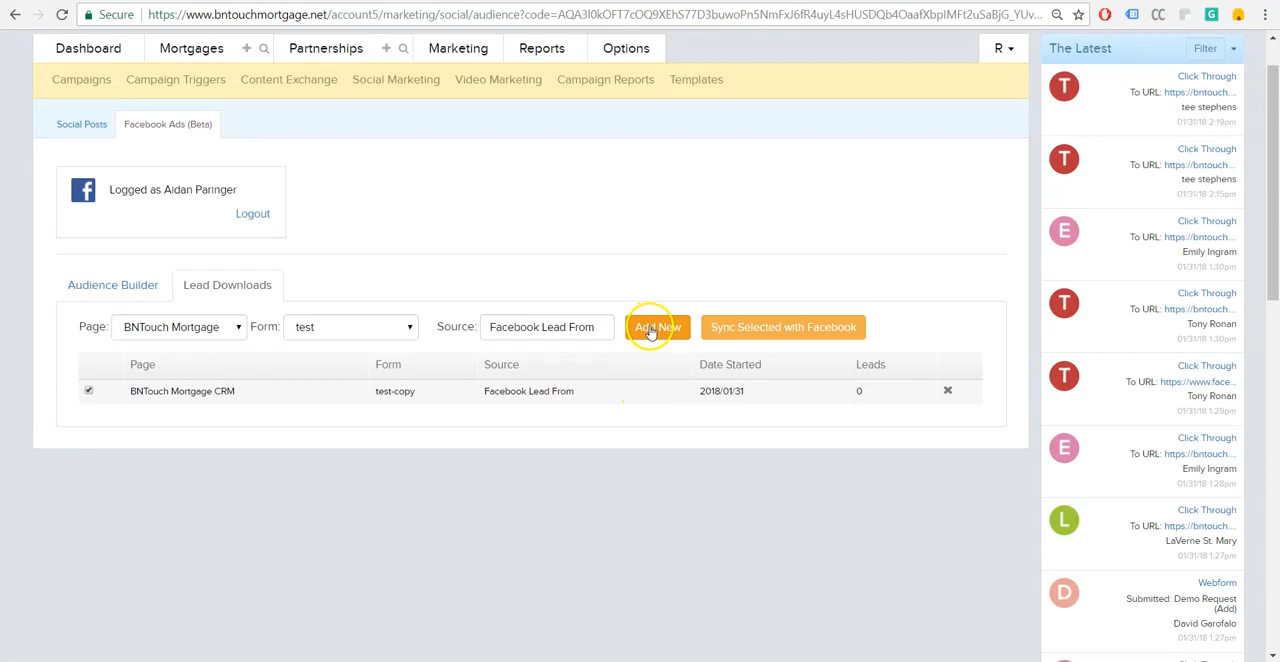 Secure https://www.bntouchmortgage.net/account5/marketing/social/audience?code=
Dashboard Mortgages Partnerships Marketing Reports Options R
Campaigns Campaign Triggers Content Exchange Social Marketing Video Marketing Campaign Reports Templates
Social Posts Facebook Ads (Beta)
Logged as Aidan Paringer
Logout
Audience Builder Lead Downloads
Page: BNTouch Mortgage Form: test Source: Facebook Lead From Add New Sync Selected with Facebook
Page Form Source Date Started Leads
BNTouch Mortgage CRM test-copy Facebook Lead From 2018/01/31 0
The Latest Filter
T Click Through
To URL: https://bntouch....
tee stephens
01/31/18 2:19pm
T Click Through
To URL: https://bntouch....
tee stephens
01/31/18 2:15pm
E Click Through
To URL: https://bntouch....
Emily Ingram
01/31/18 1:30pm
T Click Through
To URL: https://bntouch....
Tony Ronan
01/31/18 1:30pm
T Click Through
To URL: https://www.face...
Tony Ronan
01/31/18 1:29pm
E Click Through
To URL: https://bntouch....
Emily Ingram
01/31/18 1:28pm
L Click Through
To URL: https://bntouch....
LaVerne St. Mary
01/31/18 1:27pm
D Webform
Submitted: Demo Request
(Add)
David Garofalo
01/31/18 1:27pm